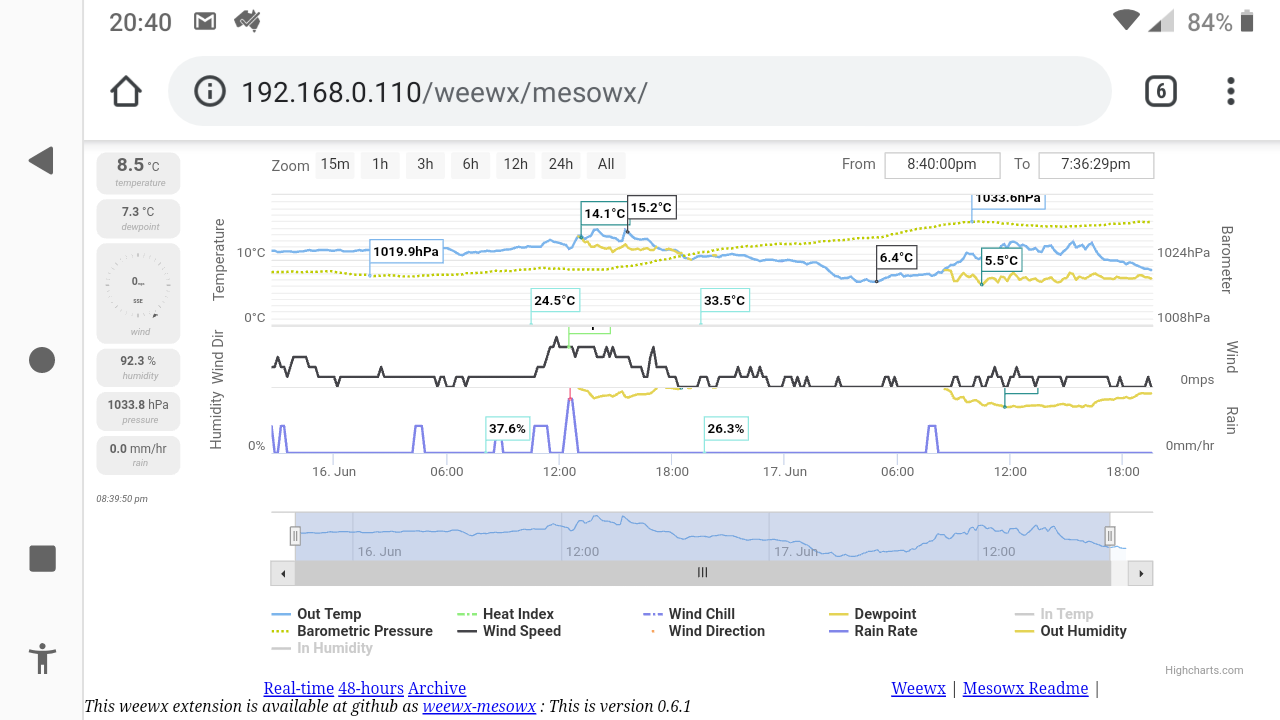 20:40
84%
192.168.0.110/weewx/mesowx/
6
8.5 °C
temperature
7.3 °C
dewpoint
0mps
SSE
wind
92.3 %
humidity
1033.8 hPa
pressure
0.0 mm/hr
rain
08:39:50 pm
Zoom 15m 1h 3h 6h 12h 24h All
From 8:40:00pm To 7:36:29pm
Temperature
10°C
0°C
Barometer
1024hPa
1008hPa
1019.9hPa
14.1°C
15.2°C
1033.6hPa
6.4°C
5.5°C
24.5°C
33.5°C
Wind Dir
Wind
0mps
Humidity
0%
Rain
0mm/hr
37.6%
26.3%
16. Jun 06:00 12:00 18:00 17. Jun 06:00 12:00 18:00
16. Jun 12:00 17. Jun 12:00
Out Temp Heat Index Wind Chill Dewpoint In Temp
Barometric Pressure Wind Speed Wind Direction Rain Rate Out Humidity
In Humidity
Highcharts.com
Real-time 48-hours Archive
Weewx | Mesowx Readme |
This weewx extension is available at github as weewx-mesowx : This is version 0.6.1